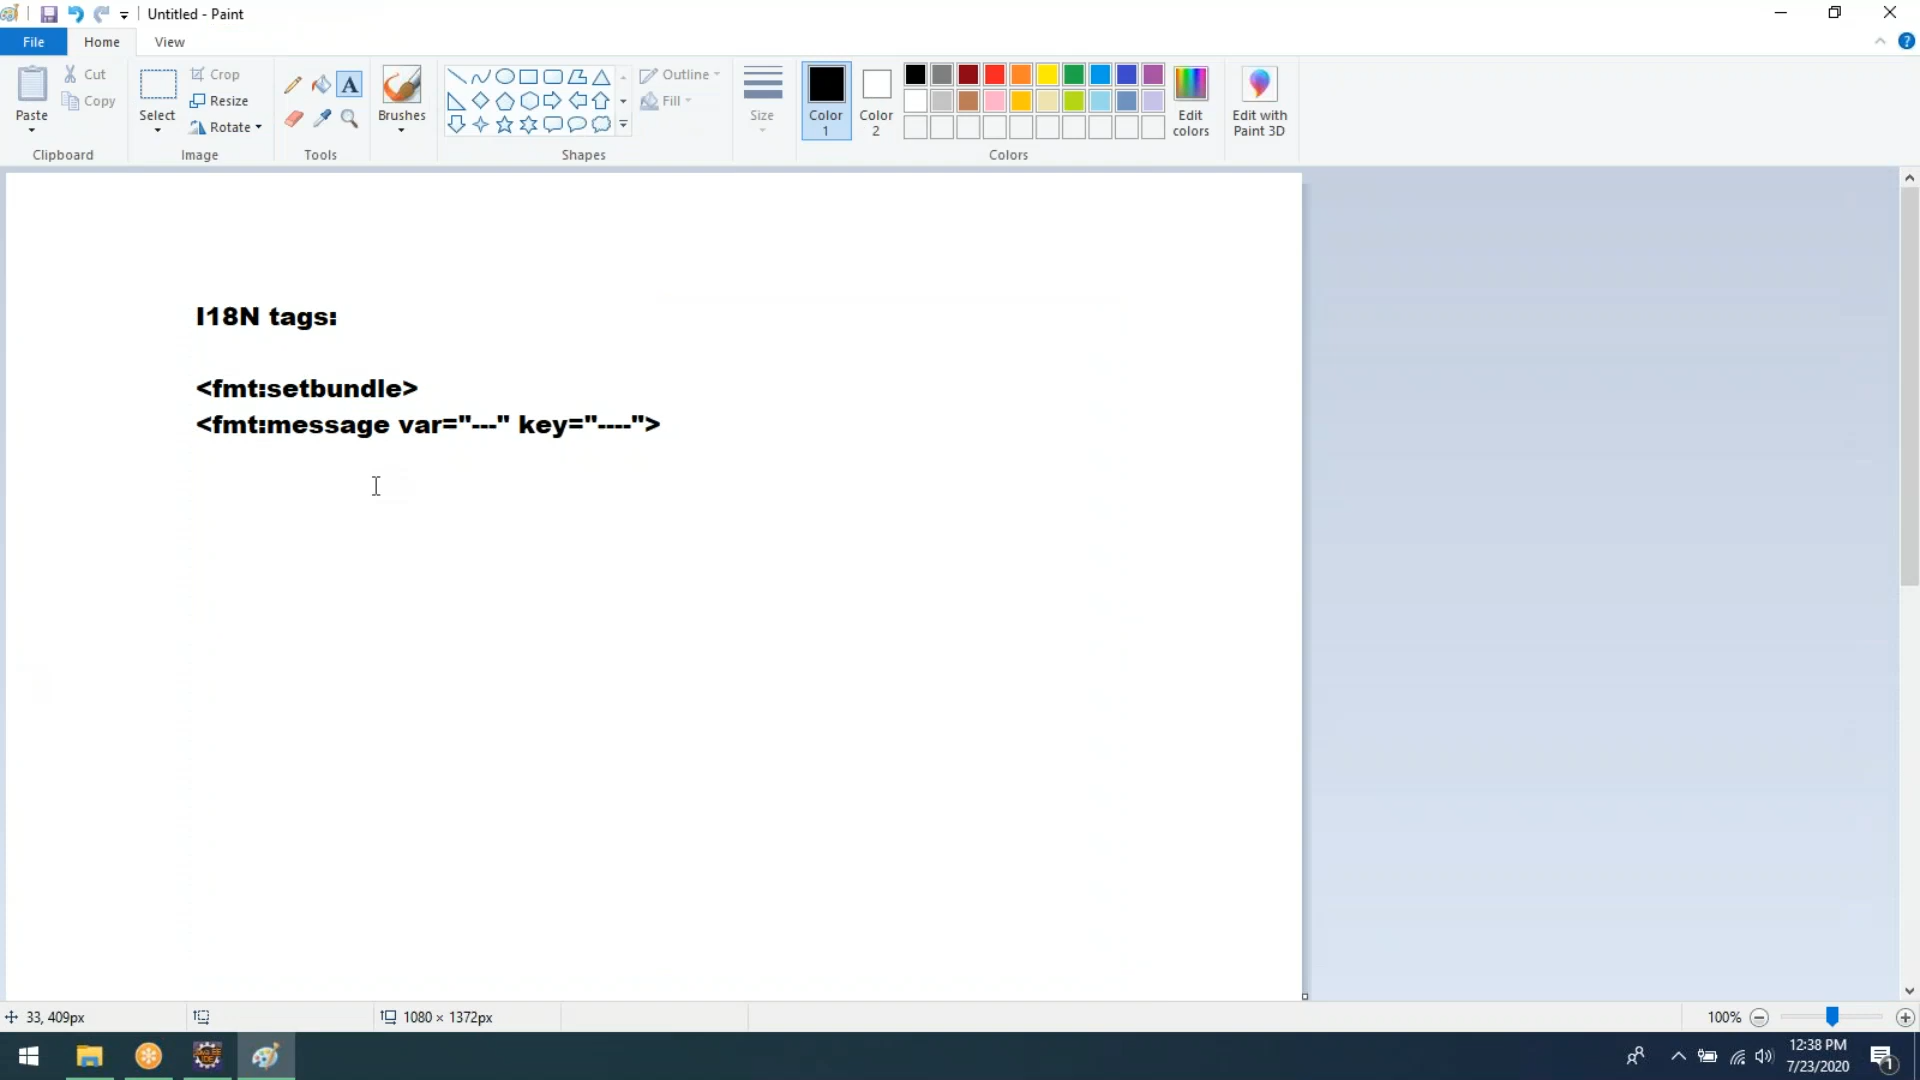 Untitled - Paint
File Home View
Paste
Cut
Copy
Clipboard
Select
Crop
Resize
Rotate
Image
A
Tools
Brushes
Shapes
Outline
Fill
Size
Color 1
Color 2
Colors
Edit colors
Edit with Paint 3D
I18N tags:
<fmt:setbundle>
<fmt:message var="---" key="----">
33, 409px
1080 × 1372px
100%
12:38 PM
7/23/2020
1